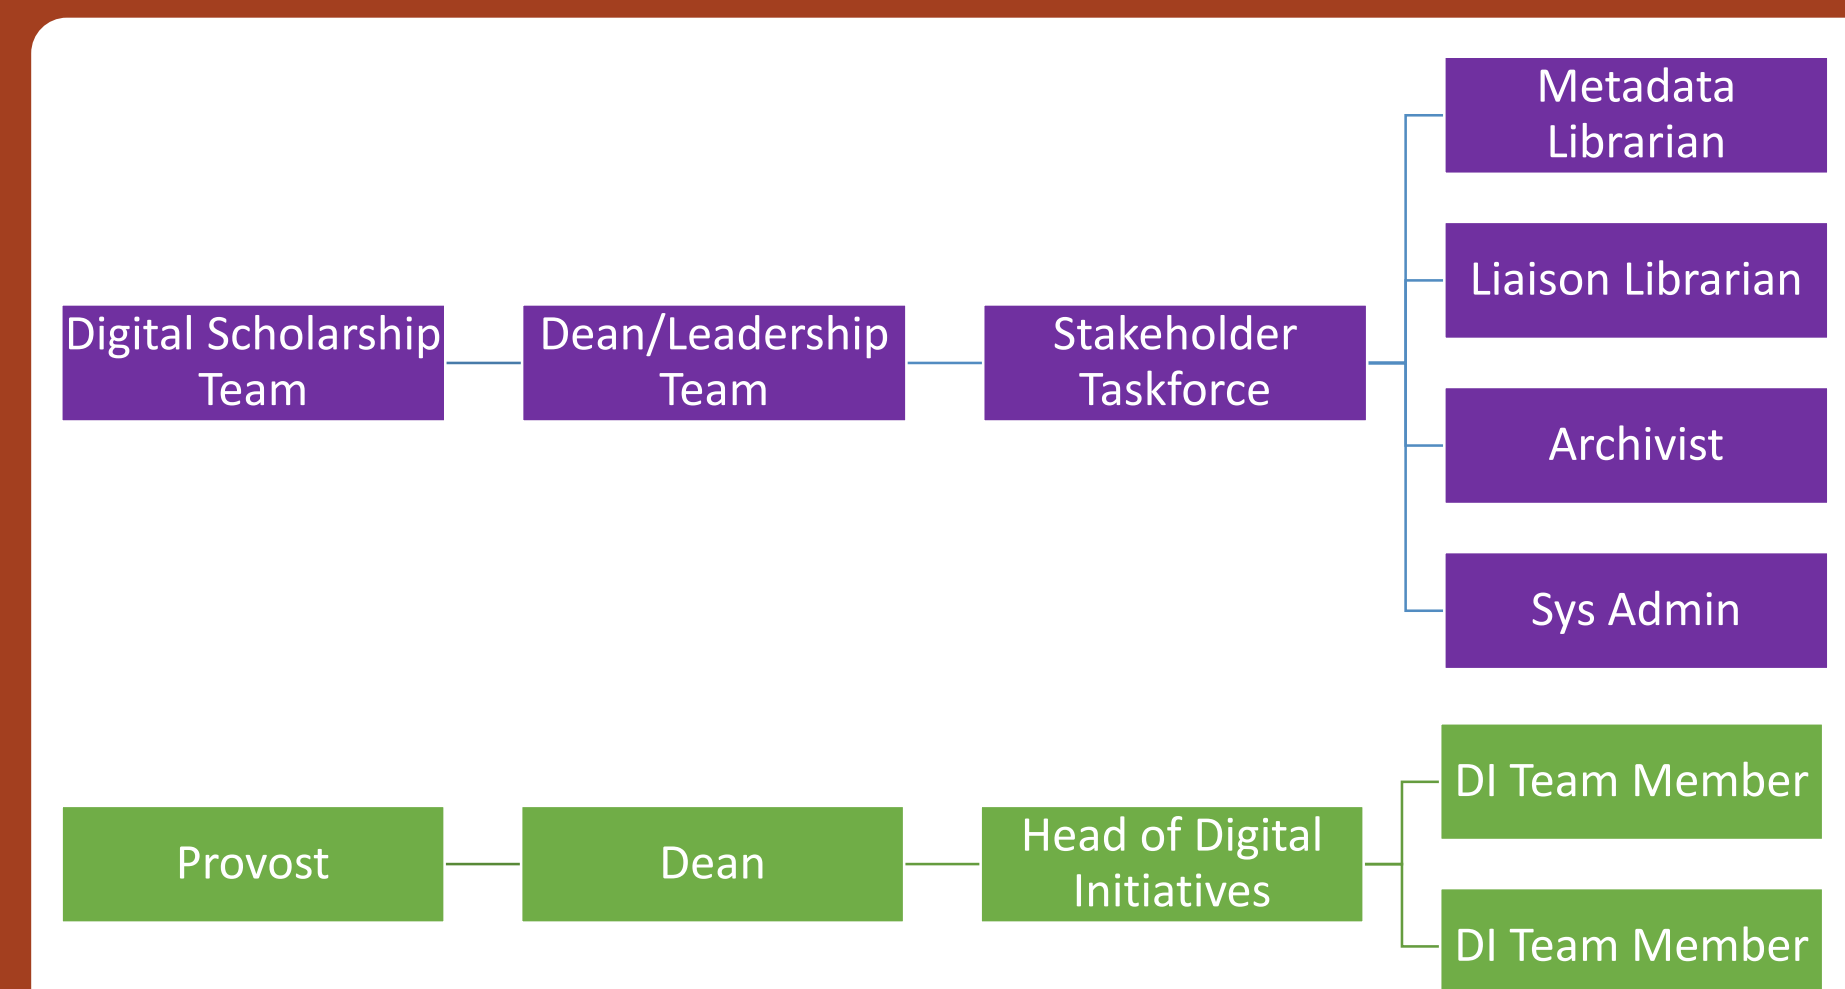 Metadata
Librarian
Liaison Librarian
Digital Scholarship
Team
Dean/Leadership
Team
Stakeholder
Taskforce
Archivist
Sys Admin
DI Team Member
Provost
Dean
Head of Digital
Initiatives
DI Team Member